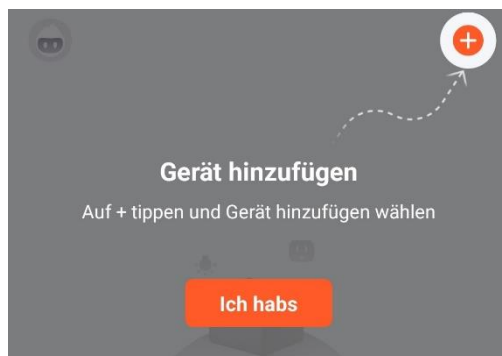 Gerät hinzufügen
Auf + tippen und Gerät hinzufügen wählen
Ich habs